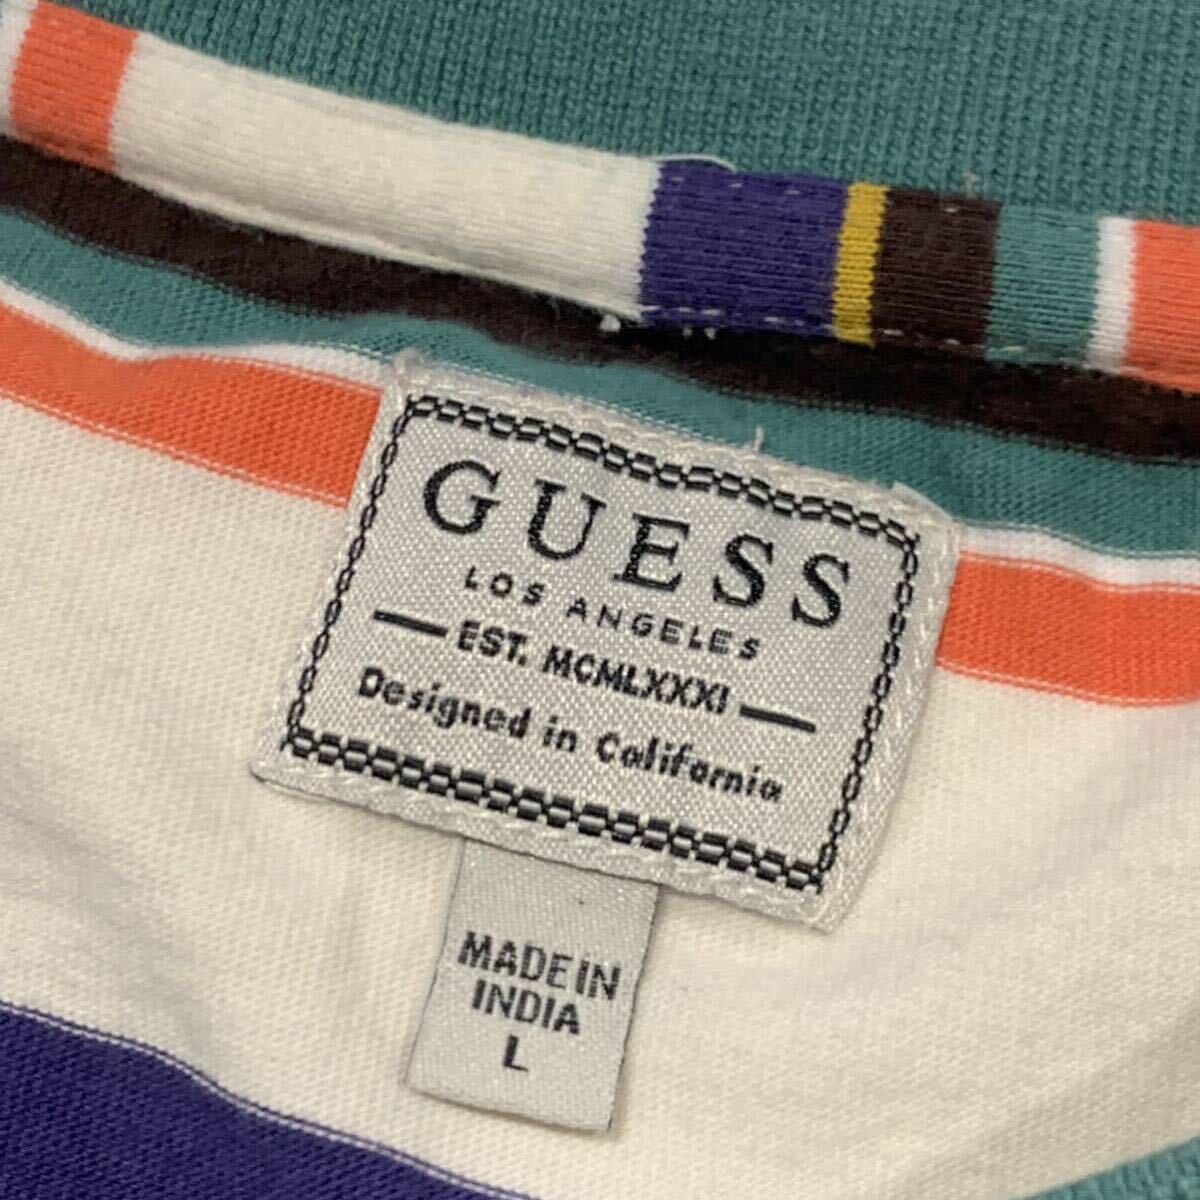 GUESS
LOS ANGELES
EST. MCMLXXXI
Designed in California
MADE IN
INDIA
L